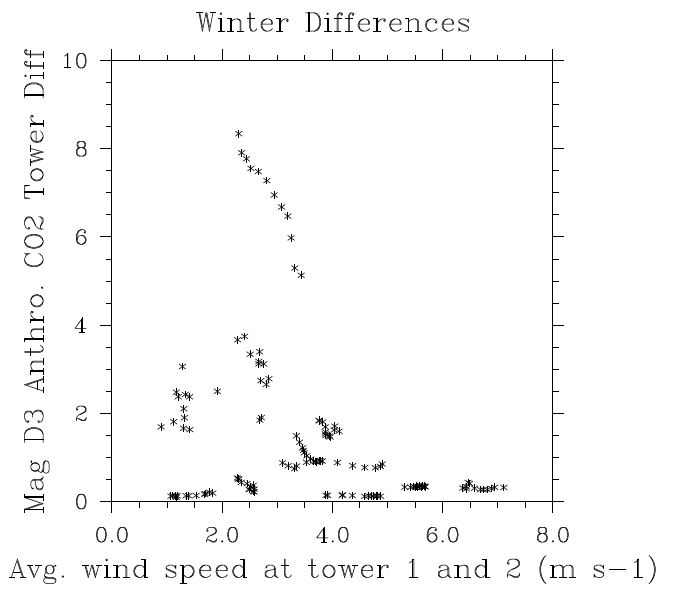 Winter Differences
Mag D3 Anthro. CO2 Tower Diff
10
8
6
4
2
0
0.0 2.0 4.0 6.0 8.0
Avg. wind speed at tower 1 and 2 (m s-1)